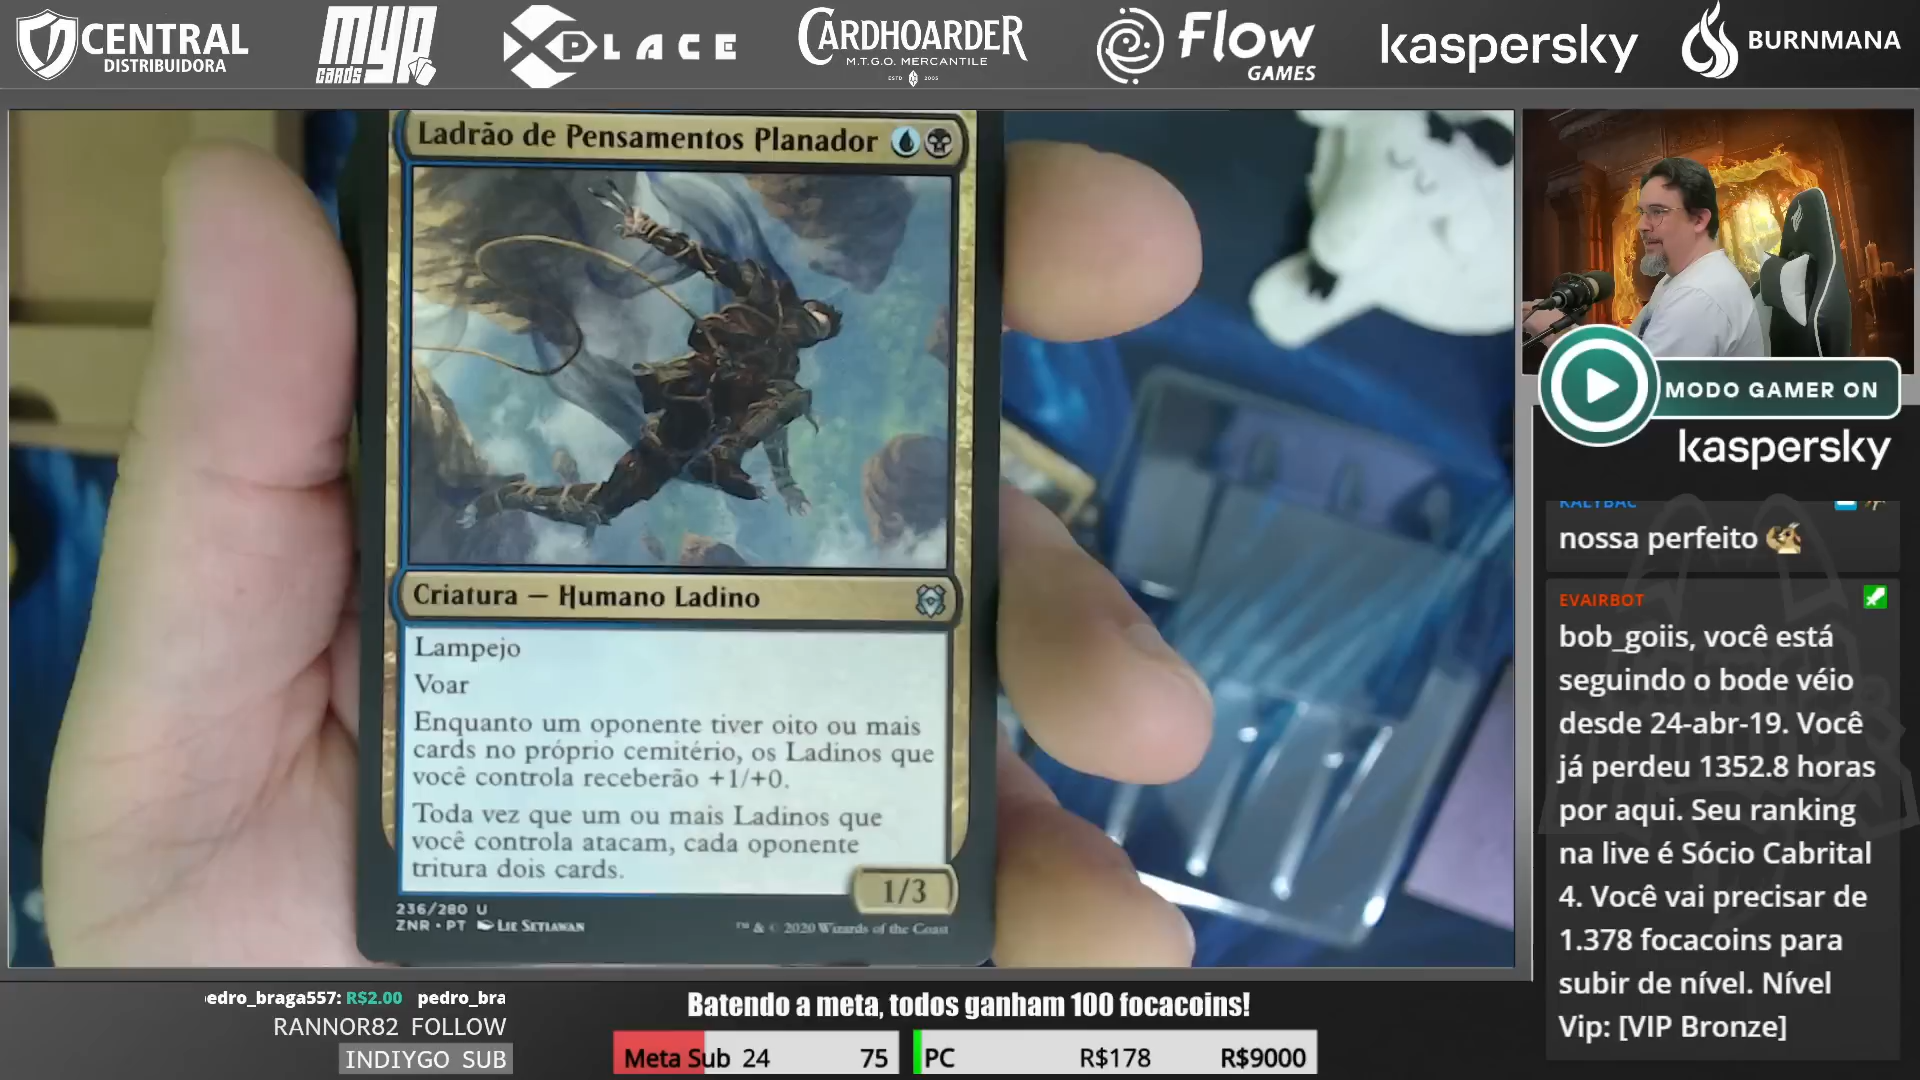 CENTRAL
DISTRIBUIDORA
MYP
CARDS
XPLACE
CARDHOARDER
M.T.G.O. MERCANTILE
ESTD 2005
Flow
GAMES
kaspersky
BURNMANA
Ladrão de Pensamentos Planador
Criatura — Humano Ladino
Lampejo
Voar
Enquanto um oponente tiver oito ou mais
cards no próprio cemitério, os Ladinos que
você controla receberão +1/+0.
Toda vez que um ou mais Ladinos que
você controla atacam, cada oponente
tritura dois cards.
1/3
236/280 U
ZNR • PT LIE SETIAWAN
™ & © 2020 Wizards of the Coast
MODO GAMER ON
kaspersky
KALYBAC
nossa perfeito
EVAIRBOT
bob_goiis, você está
seguindo o bode véio
desde 24-abr-19. Você
já perdeu 1352.8 horas
por aqui. Seu ranking
na live é Sócio Cabrital
4. Você vai precisar de
1.378 focacoins para
subir de nível. Nível
Vip: [VIP Bronze]
edro_braga557: R$2.00 pedro_bra
RANNOR82 FOLLOW
INDIYGO SUB
Batendo a meta, todos ganham 100 focacoins!
Meta Sub 24 75
PC R$178 R$9000